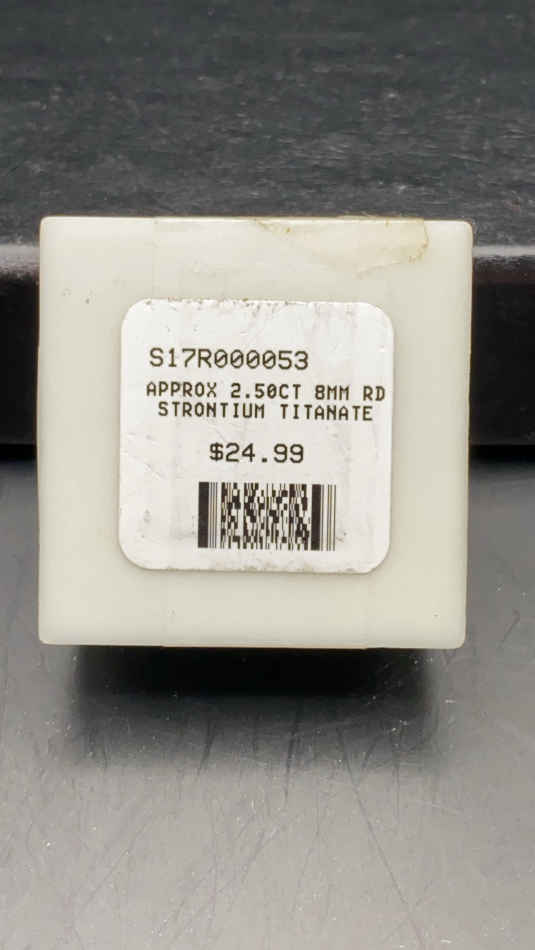 S17R000053
APPROX 2.50CT 8MM RD
STRONTIUM TITANATE
$24.99